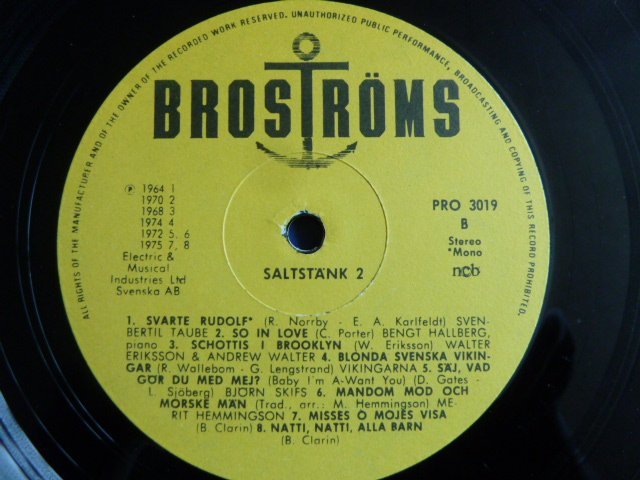 ALL RIGHTS OF THE MANUFACTURER AND OF THE OWNER OF THE RECORDED WORK RESERVED. UNAUTHORIZED PUBLIC PERFORMANCE, BROADCASTING AND COPYING OF THIS RECORD PROHIBITED.
BROSTRÖMS
℗ 1964 1
1970 2
1968 3
1974 4
1972 5, 6
1975 7, 8
Electric &
Musical
Industries Ltd
Svenska AB
PRO 3019
B
Stereo
*Mono
ncb
SALTSTÄNK 2
1. SVARTE RUDOLF* (R. Norrby - E. A. Karlfeldt) SVEN-
BERTIL TAUBE 2. SO IN LOVE (C. Porter) BENGT HALLBERG,
piano 3. SCHOTTIS I BROOKLYN (W. Eriksson) WALTER
ERIKSSON & ANDREW WALTER 4. BLONDA SVENSKA VIKIN-
GAR (R. Wallebom - G. Lengstrand) VIKINGARNA 5. SÄJ, VAD
GÖR DU MED MEJ? (Baby I'm A-Want You) (D. Gates -
L. Sjöberg) BJÖRN SKIFS 6. MANDOM MOD OCH
MORSKE MÄN (Trad., arr.: M. Hemmingson) ME-
RIT HEMMINGSON 7. MISSES O MOJES VISA
(B. Clarin) 8. NATTI, NATTI, ALLA BARN
(B. Clarin)